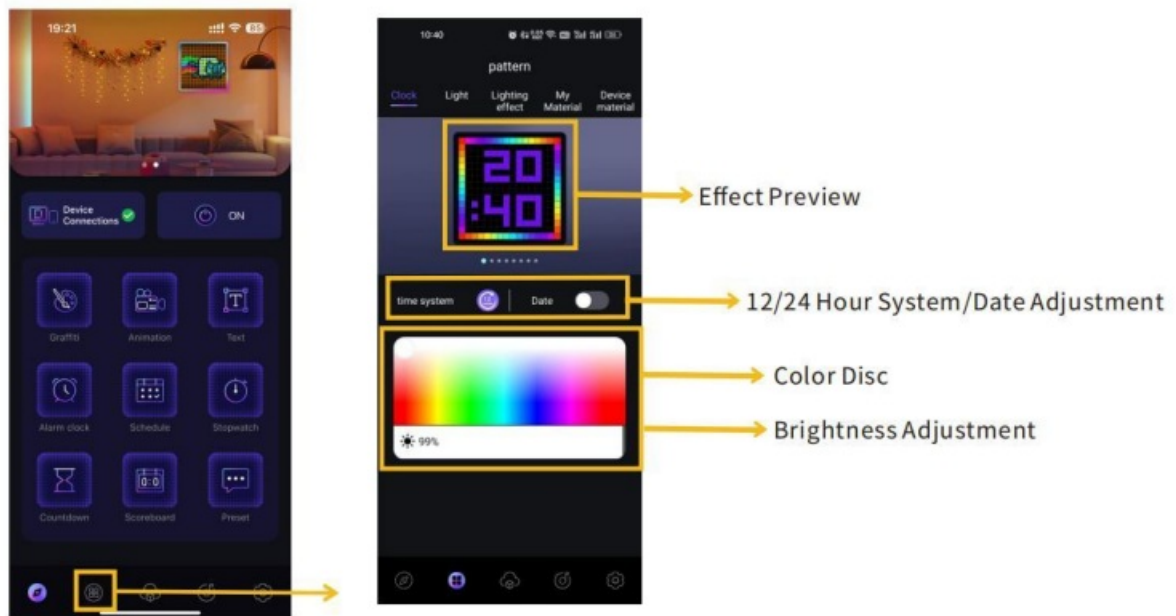 19:21
85
Device
Connections
ON
Graffiti
Animation
Text
Alarm clock
Schedule
Stopwatch
Countdown
Scoreboard
Preset
10:40
pattern
Clock
Light
Lighting
effect
My
Material
Device
material
20
:40
time system
Date
99%
Effect Preview
12/24 Hour System/Date Adjustment
Color Disc
Brightness Adjustment